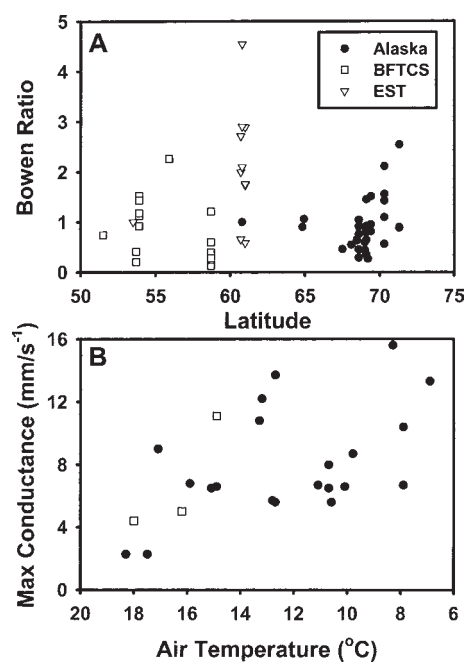 A
Bowen Ratio
5
4
3
2
1
0
Alaska
BFTCS
EST
50 55 60 65 70 75
Latitude
B
Max Conductance (mm/s⁻¹)
16
12
8
4
0
20 18 16 14 12 10 8 6
Air Temperature (°C)